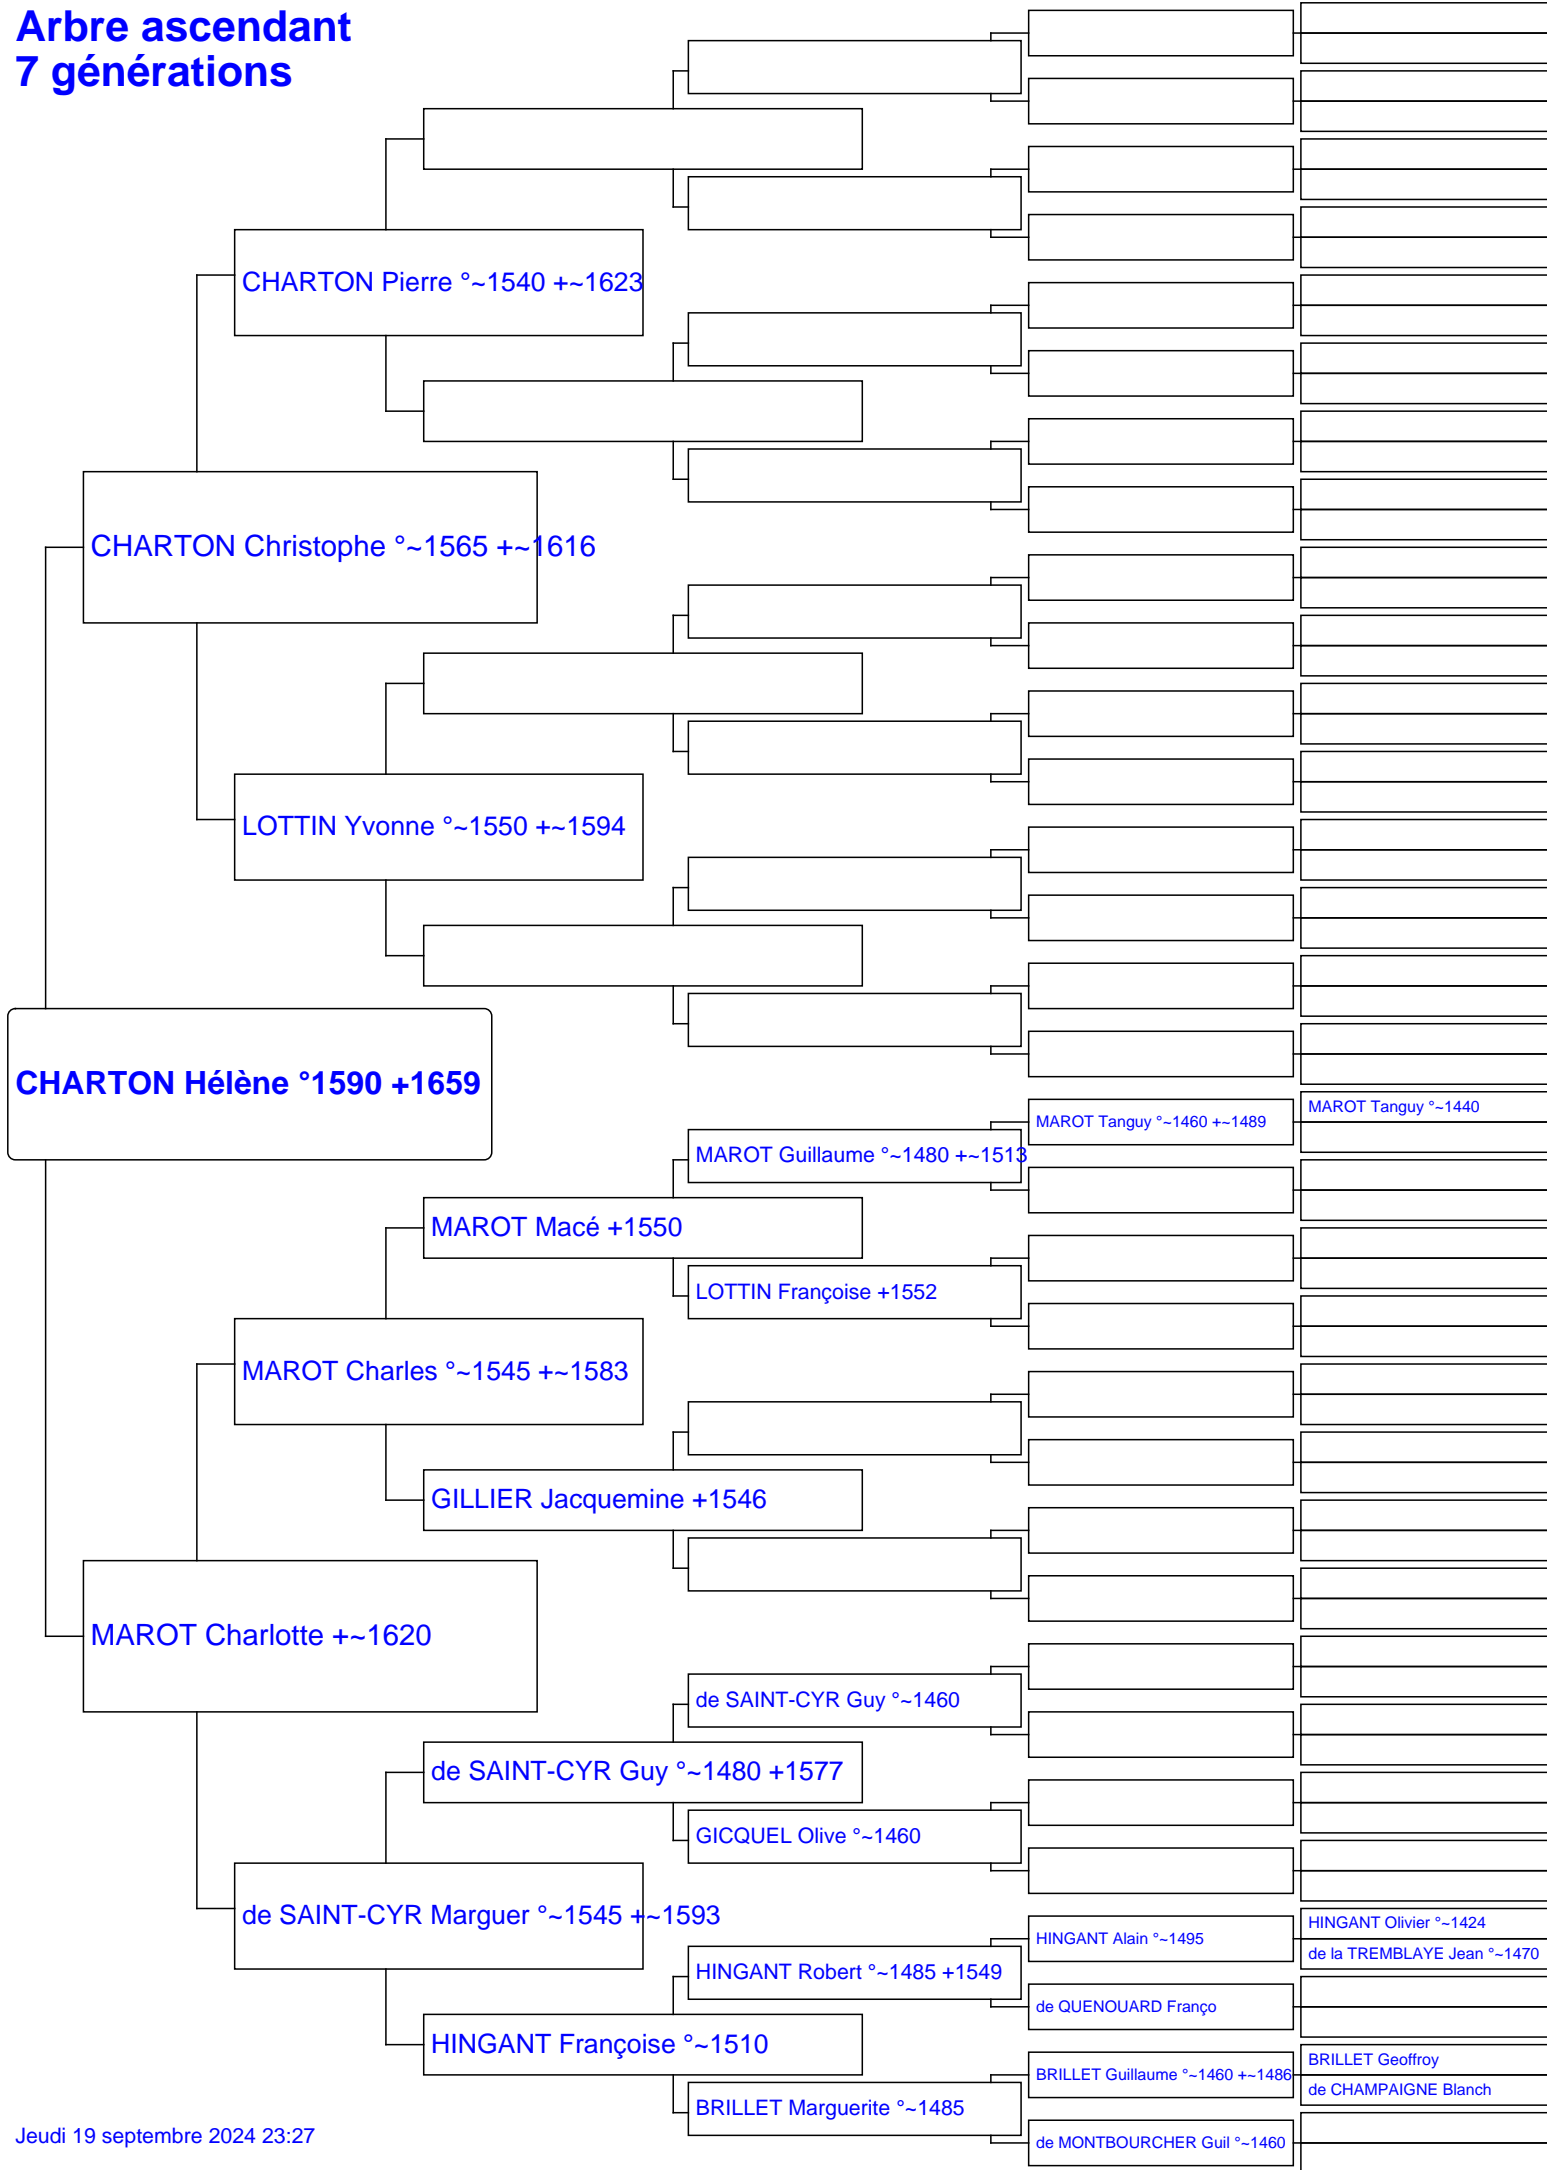 Arbre ascendant
7 générations
CHARTON Pierre °~1540 +~1623
CHARTON Christophe °~1565 +~1616
LOTTIN Yvonne °~1550 +~1594
CHARTON Hélène °1590 +1659
MAROT Tanguy °~1440
MAROT Tanguy °~1460 +~1489
MAROT Guillaume °~1480 +~1513
MAROT Macé +1550
LOTTIN Françoise +1552
MAROT Charles °~1545 +~1583
GILLIER Jacquemine +1546
MAROT Charlotte +~1620
de SAINT-CYR Guy °~1460
de SAINT-CYR Guy °~1480 +1577
GICQUEL Olive °~1460
de SAINT-CYR Marguer °~1545 +~1593
HINGANT Olivier °~1424
HINGANT Alain °~1495
de la TREMBLAYE Jean °~1470
HINGANT Robert °~1485 +1549
de QUENOUARD Franço
HINGANT Françoise °~1510
BRILLET Geoffroy
BRILLET Guillaume °~1460 +~1486
de CHAMPAIGNE Blanch
BRILLET Marguerite °~1485
de MONTBOURCHER Guil °~1460
Jeudi 19 septembre 2024 23:27